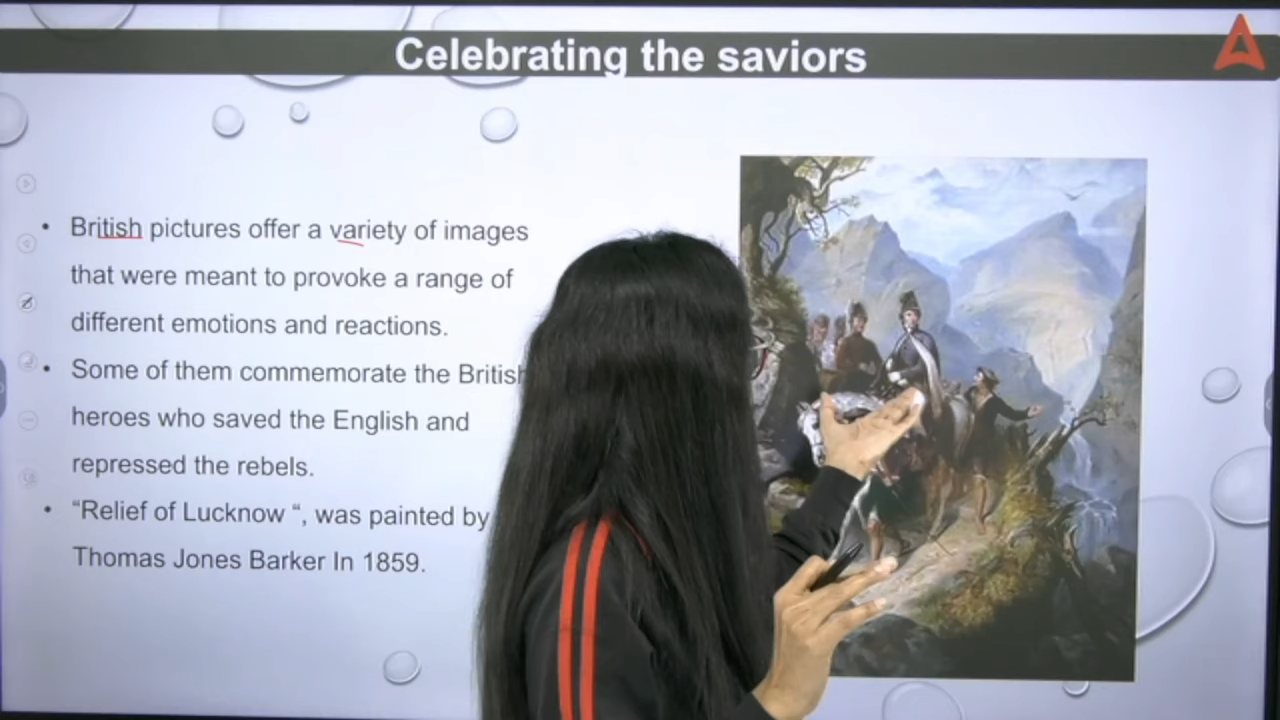 Celebrating the saviors
• British pictures offer a variety of images
that were meant to provoke a range of
different emotions and reactions.
• Some of them commemorate the British
heroes who saved the English and
repressed the rebels.
• “Relief of Lucknow “, was painted by
Thomas Jones Barker In 1859.